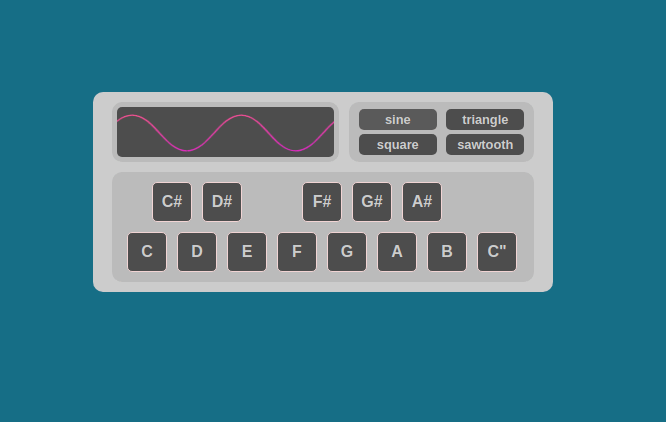 sine triangle
square sawtooth
C# D# F# G# A#
C D E F G A B C"